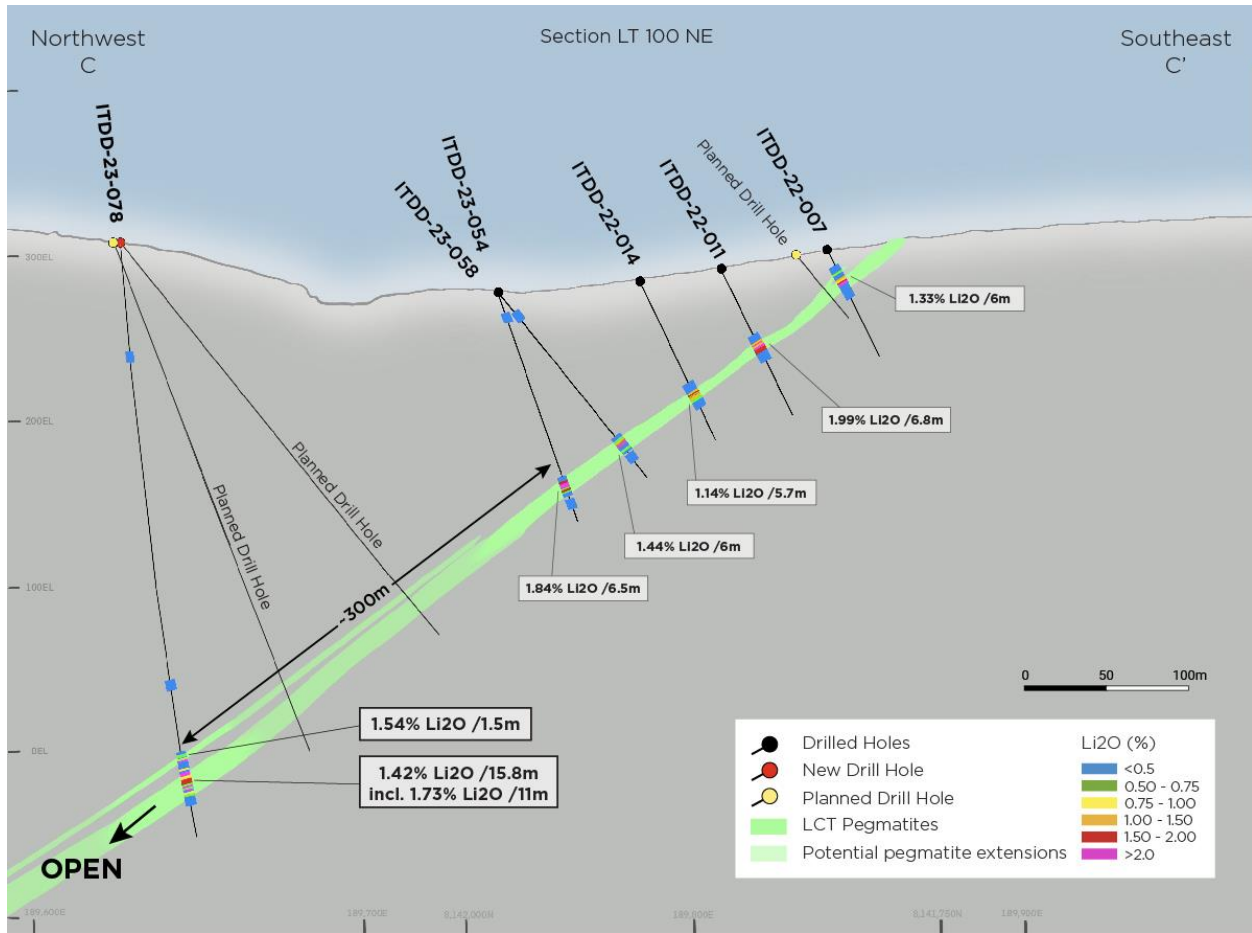 Northwest
C
Section LT 100 NE
Southeast
C'
ITDD-23-078
ITDD-23-054
ITDD-23-058
ITDD-22-014
ITDD-22-011
Planned Drill Hole
ITDD-22-007
300EL
1.33% Li2O /6m
200EL
1.99% Li2O /6.8m
Planned Drill Hole
Planned Drill Hole
1.14% Li2O /5.7m
1.44% Li2O /6m
1.84% Li2O /6.5m
100EL
~300m
0 50 100m
1.54% Li2O /1.5m
0EL
1.42% Li2O /15.8m
incl. 1.73% Li2O /11m
OPEN
Drilled Holes
New Drill Hole
Planned Drill Hole
LCT Pegmatites
Potential pegmatite extensions
Li2O (%)
<0.5
0.50 - 0.75
0.75 - 1.00
1.00 - 1.50
1.50 - 2.00
>2.0
189,600E
189,700E
8,142,000N
189,800E
8,141,750N
189,900E